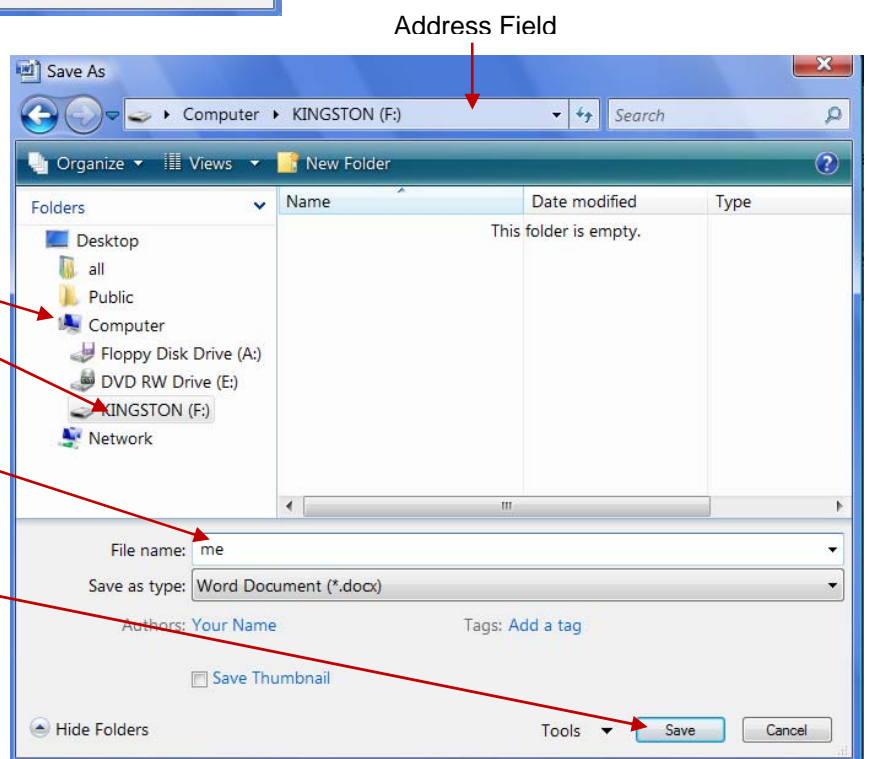 Address Field
Save As
Computer KINGSTON (F:) Search
Organize Views New Folder
Folders Name Date modified Type
This folder is empty.
Desktop
all
Public
Computer
Floppy Disk Drive (A:)
DVD RW Drive (E:)
KINGSTON (F:)
Network
File name: me
Save as type: Word Document (*.docx)
Authors: Your Name Tags: Add a tag
Save Thumbnail
Hide Folders Tools Save Cancel